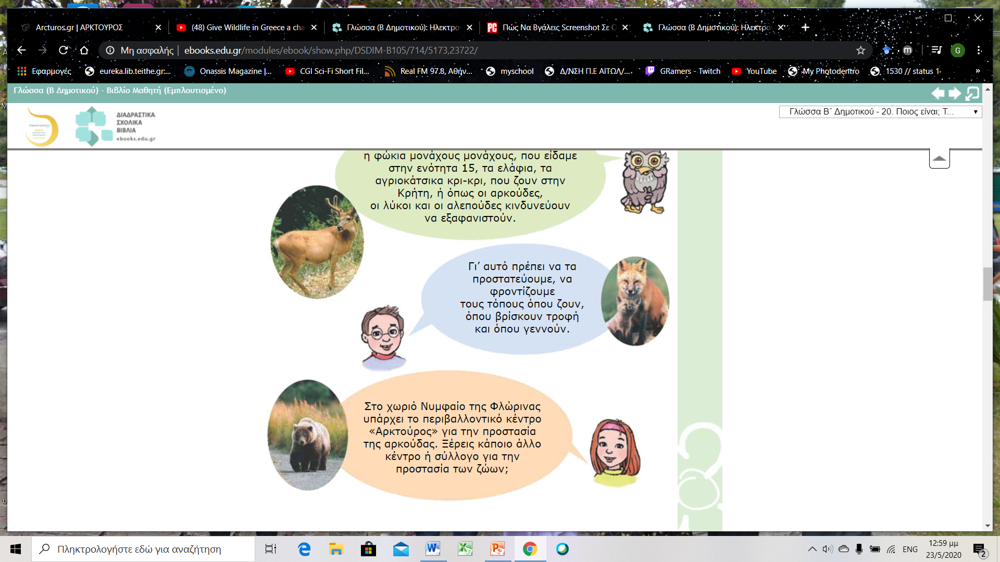 Arcturos.gr | ΑΡΚΤΟΥΡΟΣ
(48) Give Wildlife in Greece a cha
Γλώσσα (Β Δημοτικού): Ηλεκτρο
Πώς Να Βγάλεις Screenshot Σε
Γλώσσα (Β Δημοτικού): Ηλεκτρο
Μη ασφαλής | ebooks.edu.gr/modules/ebook/show.php/DSDIM-B105/714/5173,23722/
m
G
Εφαρμογές
eureka.lib.teithe.gr:...
Onassis Magazine |...
CGI Sci-Fi Short Fil...
Real FM 97.8, Αθήν...
myschool
Δ/ΝΣΗ Π.Ε ΑΙΤΩΛ/...
GRamers - Twitch
YouTube
My Photodentro
1530 // status 1
»
Γλώσσα (Β Δημοτικού) - Βιβλίο Μαθητή (Εμπλουτισμένο)
ΔΙΑΔΡΑΣΤΙΚΑ
ΣΧΟΛΙΚΑ
ΒΙΒΛΙΑ
ebooks.edu.gr
Γλώσσα Β΄ Δημοτικού - 20. Ποιος είναι; Τ...
η φώκια μονάχους μονάχους, που είδαμε
στην ενότητα 15, τα ελάφια, τα
αγριοκάτσικα κρι-κρι, που ζουν στην
Κρήτη, ή όπως οι αρκούδες,
οι λύκοι και οι αλεπούδες κινδυνεύουν
να εξαφανιστούν.
Γι’ αυτό πρέπει να τα
προστατεύουμε, να
φροντίζουμε
τους τόπους όπου ζουν,
όπου βρίσκουν τροφή
και όπου γεννούν.
Στο χωριό Νυμφαίο της Φλώρινας
υπάρχει το περιβαλλοντικό κέντρο
«Αρκτούρος» για την προστασία
της αρκούδας. Ξέρεις κάποιο άλλο
κέντρο ή σύλλογο για την
προστασία των ζώων;
Πληκτρολογήστε εδώ για αναζήτηση
ENG
12:59 μμ
23/5/2020
2